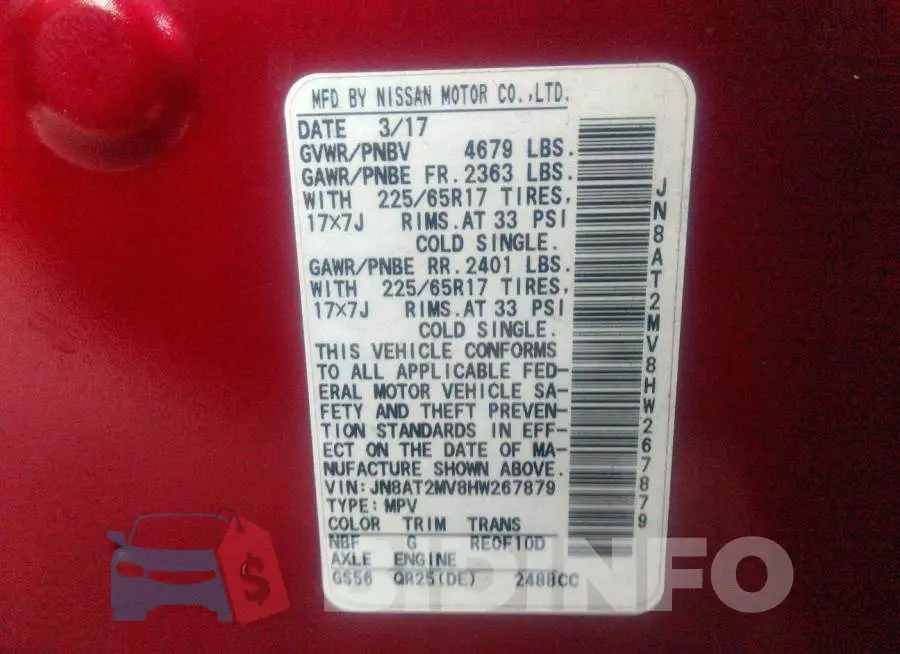 MFD BY NISSAN MOTOR CO.,LTD.
DATE 3/17
GVWR/PNBV 4679 LBS.
GAWR/PNBE FR.2363 LBS.
WITH 225/65R17 TIRES,
17×7J RIMS.AT 33 PSI
COLD SINGLE.
GAWR/PNBE RR.2401 LBS.
WITH 225/65R17 TIRES,
17×7J RIMS.AT 33 PSI
COLD SINGLE.
THIS VEHICLE CONFORMS
TO ALL APPLICABLE FED-
ERAL MOTOR VEHICLE SA-
FETY AND THEFT PREVEN-
TION STANDARDS IN EFF-
ECT ON THE DATE OF MA-
NUFACTURE SHOWN ABOVE.
VIN:JN8AT2MV8HW267879
TYPE:MPV
COLOR TRIM TRANS
NBF G RE0F10D
AXLE ENGINE
GS56 QR25(DE) 2488CC
JN8AT2MV8HW267879
$
BIDINFO